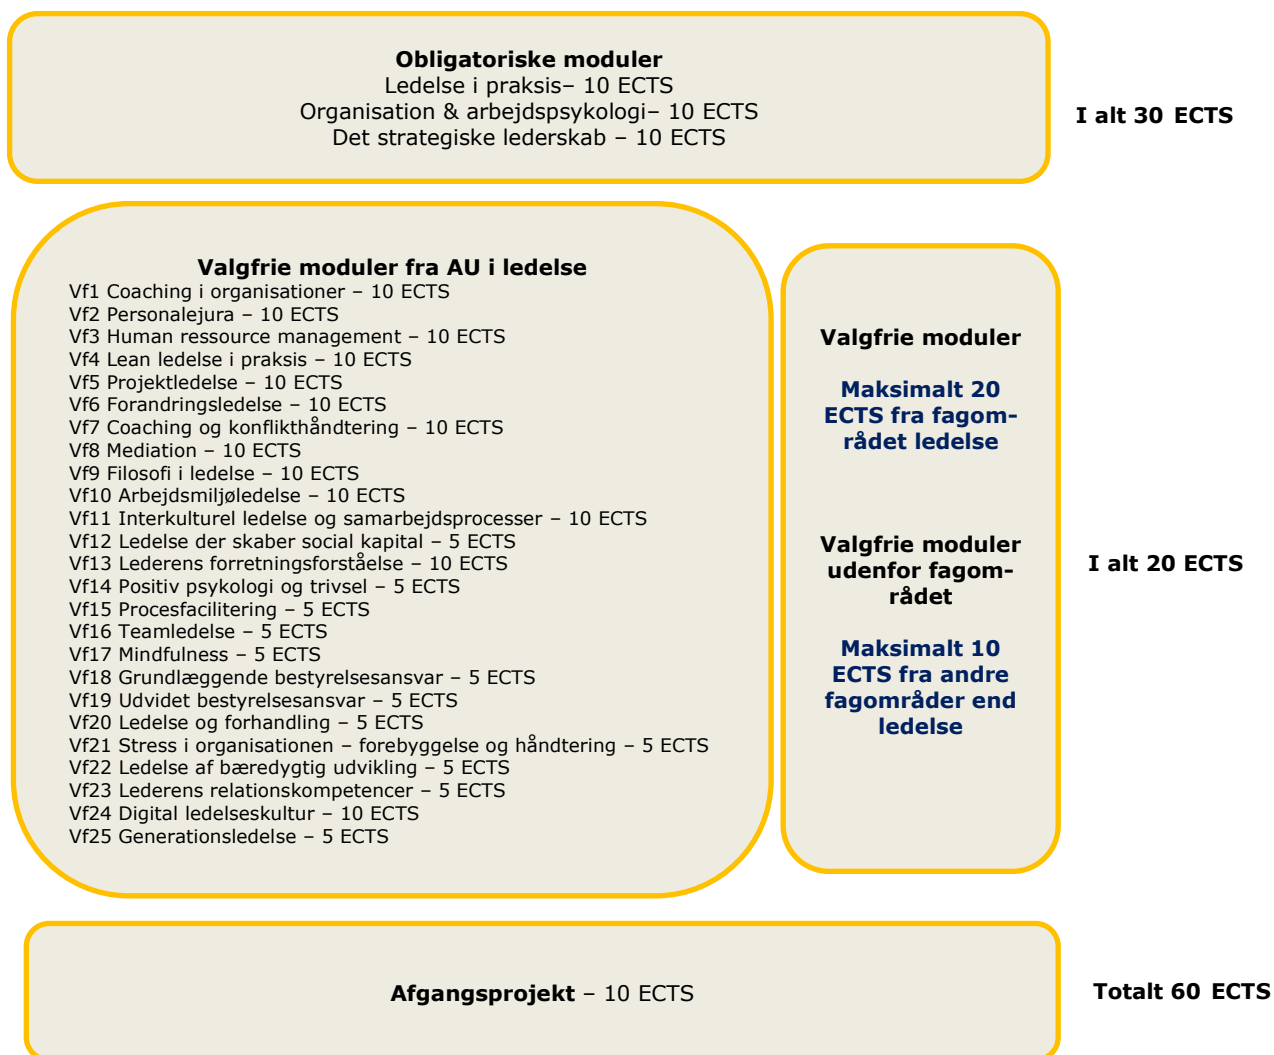 Obligatoriske moduler
Ledelse i praksis– 10 ECTS
Organisation & arbejdspsykologi– 10 ECTS
Det strategiske lederskab – 10 ECTS
I alt 30 ECTS
Valgfrie moduler fra AU i ledelse
Vf1 Coaching i organisationer – 10 ECTS
Vf2 Personalejura – 10 ECTS
Vf3 Human ressource management – 10 ECTS
Vf4 Lean ledelse i praksis – 10 ECTS
Vf5 Projektledelse – 10 ECTS
Vf6 Forandringsledelse – 10 ECTS
Vf7 Coaching og konflikthåndtering – 10 ECTS
Vf8 Mediation – 10 ECTS
Vf9 Filosofi i ledelse – 10 ECTS
Vf10 Arbejdsmiljøledelse – 10 ECTS
Vf11 Interkulturel ledelse og samarbejdsprocesser – 10 ECTS
Vf12 Ledelse der skaber social kapital – 5 ECTS
Vf13 Lederens forretningsforståelse – 10 ECTS
Vf14 Positiv psykologi og trivsel – 5 ECTS
Vf15 Procesfacilitering – 5 ECTS
Vf16 Teamledelse – 5 ECTS
Vf17 Mindfulness – 5 ECTS
Vf18 Grundlæggende bestyrelsesansvar – 5 ECTS
Vf19 Udvidet bestyrelsesansvar – 5 ECTS
Vf20 Ledelse og forhandling – 5 ECTS
Vf21 Stress i organisationen – forebyggelse og håndtering – 5 ECTS
Vf22 Ledelse af bæredygtig udvikling – 5 ECTS
Vf23 Lederens relationskompetencer – 5 ECTS
Vf24 Digital ledelseskultur – 10 ECTS
Vf25 Generationsledelse – 5 ECTS
Valgfrie moduler
Maksimalt 20
ECTS fra fagom-
rådet ledelse
Valgfrie moduler
udenfor fagom-
rådet
Maksimalt 10
ECTS fra andre
fagområder end
ledelse
I alt 20 ECTS
Afgangsprojekt – 10 ECTS
Totalt 60 ECTS